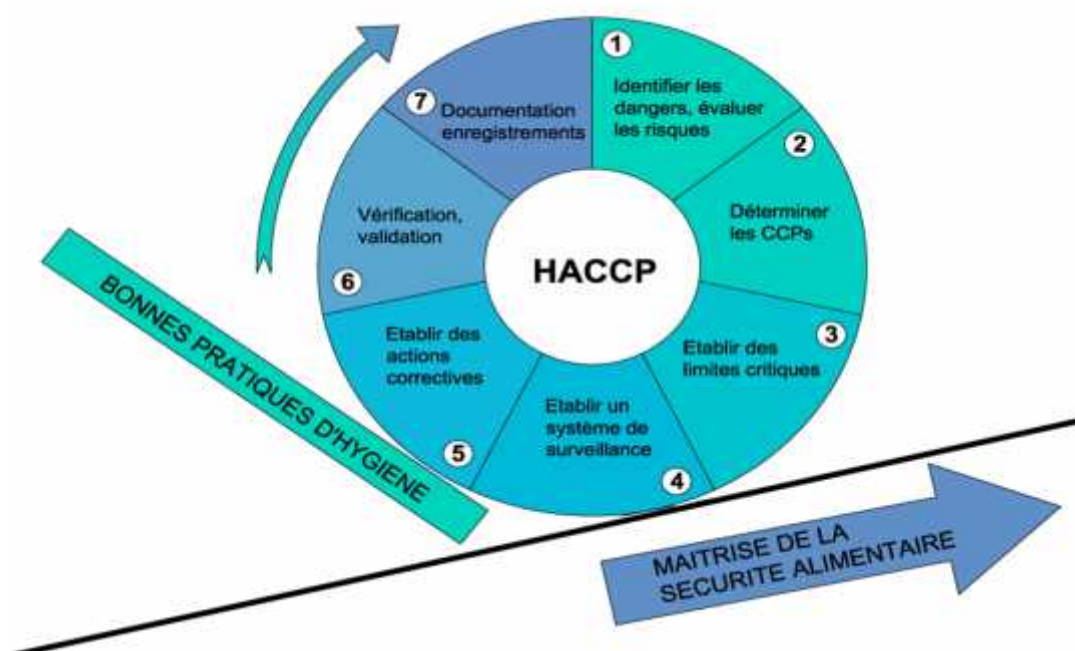 1
Identifier les
dangers, évaluer
les risques
2
Déterminer
les CCPs
3
Etablir des
limites critiques
4
Etablir un
système de
surveillance
5
Etablir des
actions
correctives
6
Vérification,
validation
7
Documentation
enregistrements
HACCP
BONNES PRATIQUES D'HYGIENE
MAITRISE DE LA
SECURITE ALIMENTAIRE